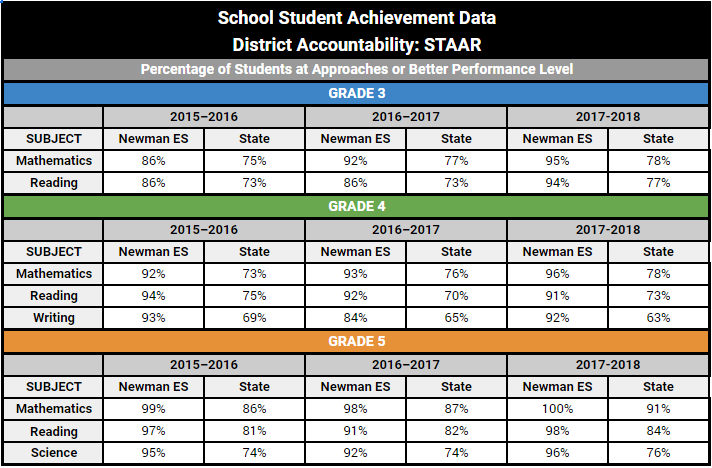 School Student Achievement Data
District Accountability: STAAR
Percentage of Students at Approaches or Better Performance Level
GRADE 3
2015–2016 2016–2017 2017-2018
SUBJECT Newman ES State Newman ES State Newman ES State
Mathematics 86% 75% 92% 77% 95% 78%
Reading 86% 73% 86% 73% 94% 77%
GRADE 4
2015–2016 2016–2017 2017-2018
SUBJECT Newman ES State Newman ES State Newman ES State
Mathematics 92% 73% 93% 76% 96% 78%
Reading 94% 75% 92% 70% 91% 73%
Writing 93% 69% 84% 65% 92% 63%
GRADE 5
2015–2016 2016–2017 2017-2018
SUBJECT Newman ES State Newman ES State Newman ES State
Mathematics 99% 86% 98% 87% 100% 91%
Reading 97% 81% 91% 82% 98% 84%
Science 95% 74% 92% 74% 96% 76%